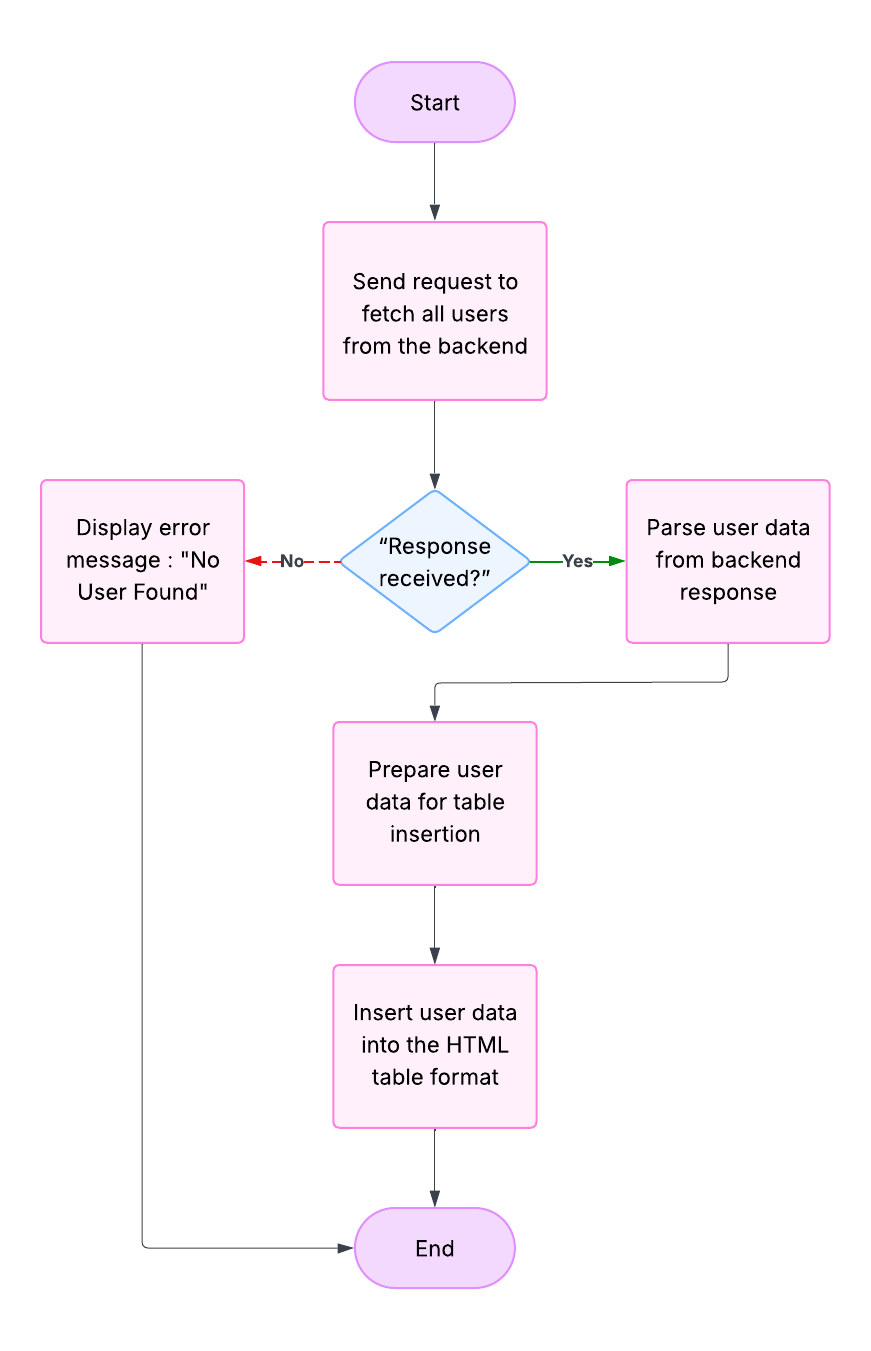 Start
Send request to
fetch all users
from the backend
Display error
message : "No
User Found"
No
“Response
received?”
Yes
Parse user data
from backend
response
Prepare user
data for table
insertion
Insert user data
into the HTML
table format
End